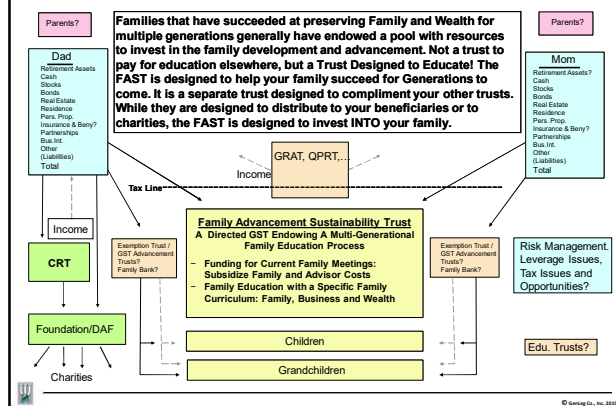 Parents?
Families that have succeeded at preserving Family and Wealth for
multiple generations generally have endowed a pool with resources
to invest in the family development and advancement. Not a trust to
pay for education elsewhere, but a Trust Designed to Educate! The
FAST is designed to help your family succeed for Generations to
come. It is a separate trust designed to compliment your other trusts.
While they are designed to distribute to your beneficiaries or to
charities, the FAST is designed to invest INTO your family.
Parents?
Dad
Retirement Assets
Cash
Stocks
Bonds
Real Estate
Residence
Pers. Prop.
Insurance & Beny?
Partnerships
Bus.Int.
Other
(Liabilities)
Total
Mom
Retirement Assets?
Cash
Stocks
Bonds
Real Estate
Residence
Pers. Prop.
Insurance & Beny?
Partnerships
Bus.Int.
Other
(Liabilities)
Total
GRAT, QPRT,...
Income
Tax Line
Income
CRT
Foundation/DAF
Charities
Exemption Trust /
GST Advancement
Trusts?
Family Bank?
Family Advancement Sustainability Trust
A Directed GST Endowing A Multi-Generational
Family Education Process
– Funding for Current Family Meetings:
Subsidize Family and Advisor Costs
– Family Education with a Specific Family
Curriculum: Family, Business and Wealth
Children
Grandchildren
Exemption Trust /
GST Advancement
Trusts?
Family Bank?
Risk Management.
Leverage Issues,
Tax Issues and
Opportunities?
Edu. Trusts?
© GenLeg Co., Inc. 2019